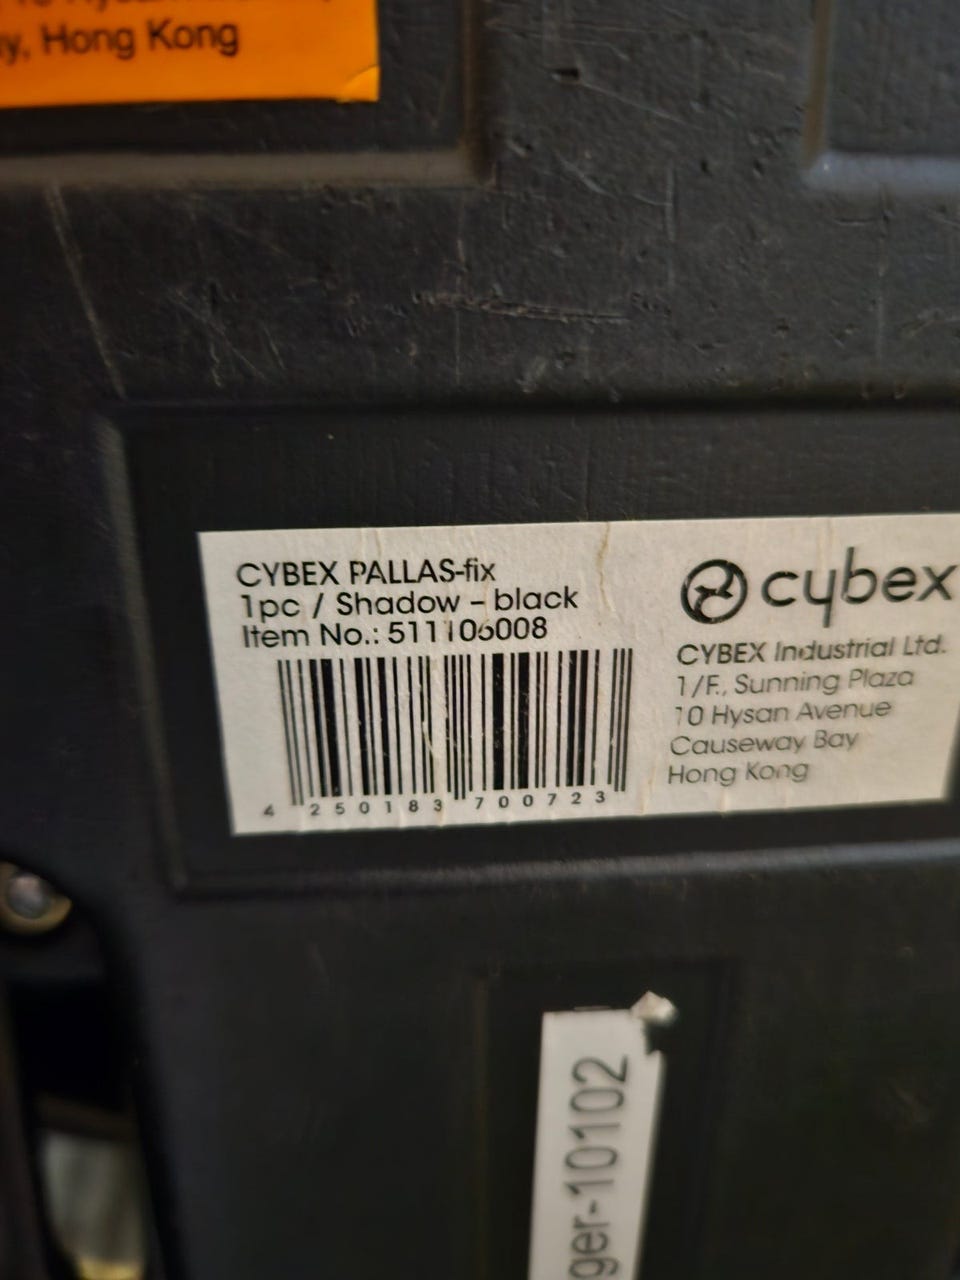 y, Hong Kong
CYBEX PALLAS-fix
1pc / Shadow – black
Item No.: 511106008
4 250183 700723
cybex
CYBEX Industrial Ltd.
1/F., Sunning Plaza
10 Hysan Avenue
Causeway Bay
Hong Kong
ger-10102